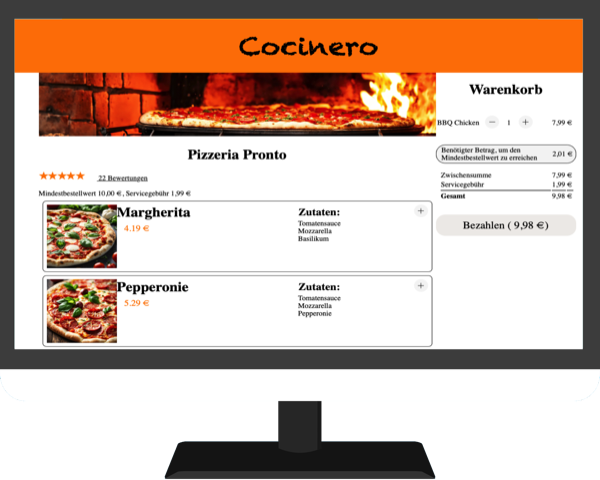 Cocinero
Pizzeria Pronto
★★★★★ 22 Bewertungen
Mindestbestellwert 10,00 €, Servicegebühr 1,99 €
Margherita
4.19 €
Zutaten:
Tomatensauce
Mozzarella
Basilikum
+
Pepperonie
5.29 €
Zutaten:
Tomatensauce
Mozzarella
Pepperonie
+
Warenkorb
BBQ Chicken − 1 + 7,99 €
Benötigter Betrag, um den
Mindestbestellwert zu erreichen 2,01 €
Zwischensumme 7,99 €
Servicegebühr 1,99 €
Gesamt 9,98 €
Bezahlen ( 9,98 €)